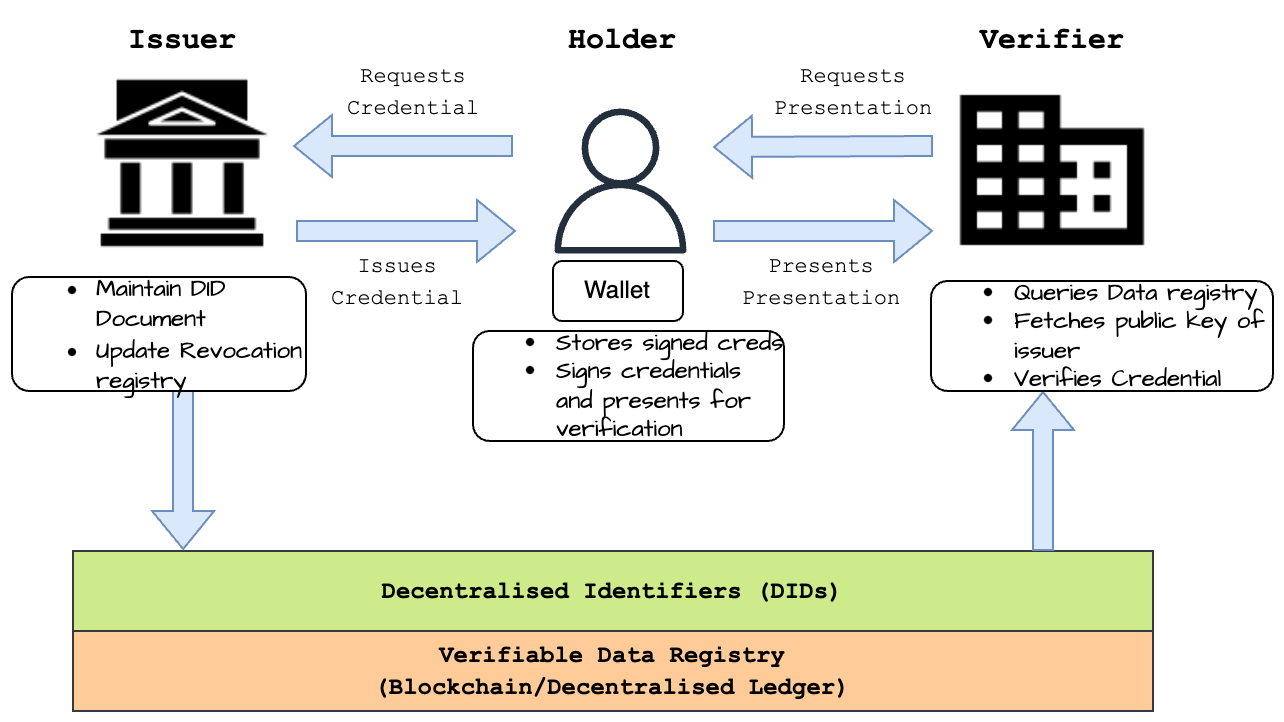 Issuer
Holder
Verifier
Requests
Credential
Requests
Presentation
Issues
Credential
Presents
Presentation
• Maintain DID
Document
• Update Revocation
registry
Wallet
• Stores signed creds
• Signs credentials
and presents for
verification
• Queries Data registry
• Fetches public key of
issuer
• Verifies Credential
Decentralised Identifiers (DIDs)
Verifiable Data Registry
(Blockchain/Decentralised Ledger)